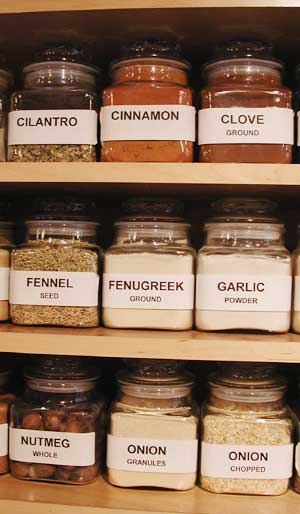 CILANTRO
CINNAMON
CLOVE
GROUND
FENNEL
SEED
FENUGREEK
GROUND
GARLIC
POWDER
NUTMEG
WHOLE
ONION
GRANULES
ONION
CHOPPED